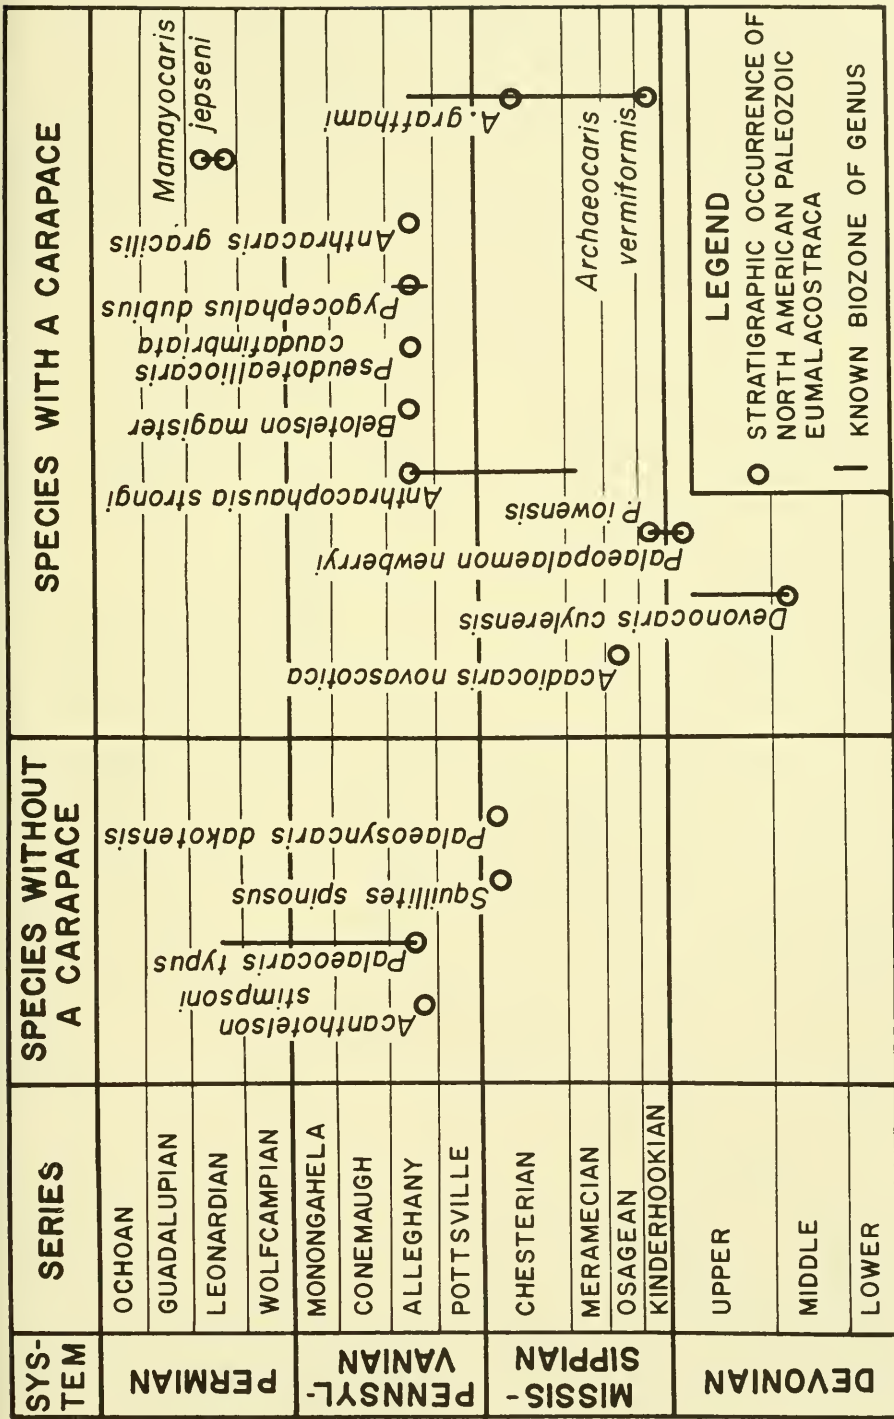 SYS-
TEM
SERIES
SPECIES WITHOUT
A CARAPACE
SPECIES WITH A CARAPACE
PERMIAN
OCHOAN
GUADALUPIAN
LEONARDIAN
WOLFCAMPIAN
PENNSYL-
VANIAN
MONONGAHELA
CONEMAUGH
ALLEGHANY
POTTSVILLE
MISSIS-
SIPPIAN
CHESTERIAN
MERAMECIAN
OSAGEAN
KINDERHOOKIAN
DEVONIAN
UPPER
MIDDLE
LOWER
Acanthotelson
stimpsoni
Palaeocaris typus
Squillites spinosus
Palaeosyncaris dakotensis
Acadiocaris novascotica
Devonocaris cuylerensis
Palaeopalaemon newberryi
P. iowensis
Anthracophausia strongi
Belotelson magister
Pseudotealliocaris
caudafimbriata
Pygocephalus dubius
Anthracaris gracilis
Mamayocaris
jepseni
A. grafthami
Archaeocaris
vermiformis
LEGEND
STRATIGRAPHIC OCCURRENCE OF
NORTH AMERICAN PALEOZOIC
EUMALACOSTRACA
KNOWN BIOZONE OF GENUS